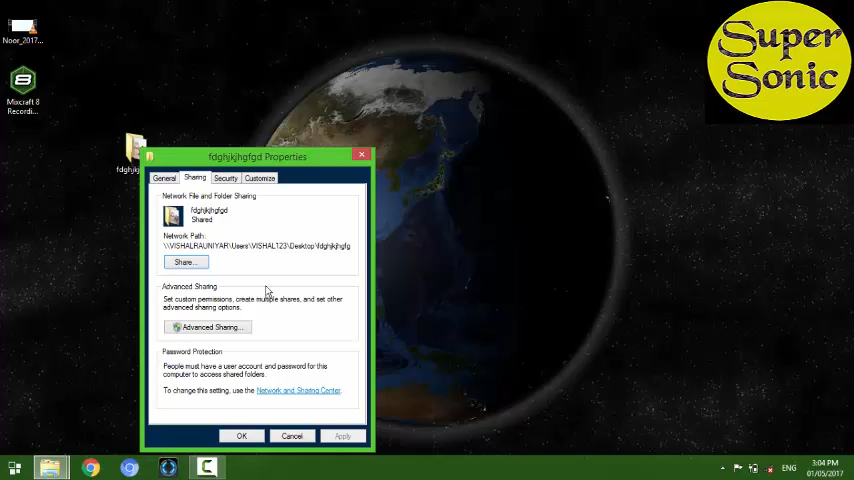 Noor_2017...
Mixcraft 8
Recordi...
Super
Sonic
fdghjkjhgfgd Properties
General
Sharing
Security
Customize
Network File and Folder Sharing
fdghjkjhgfgd
Shared
Network Path:
\\VISHALRAUNIYAR\Users\VISHAL123\Desktop\fdghjkjhgfg
Share...
Advanced Sharing
Set custom permissions, create multiple shares, and set other
advanced sharing options.
Advanced Sharing...
Password Protection
People must have a user account and password for this
computer to access shared folders.
To change this setting, use the Network and Sharing Center.
OK
Cancel
Apply
ENG
3:04 PM
01/05/2017